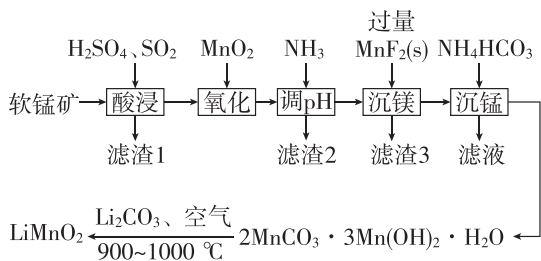 过量
H₂SO₄、SO₂ MnO₂ NH₃ MnF₂(s) NH₄HCO₃
软锰矿 酸浸 氧化 调pH 沉镁 沉锰
滤渣1 滤渣2 滤渣3 滤液
Li₂CO₃、空气
LiMnO₂ 2MnCO₃·3Mn(OH)₂·H₂O
900~1000 ℃